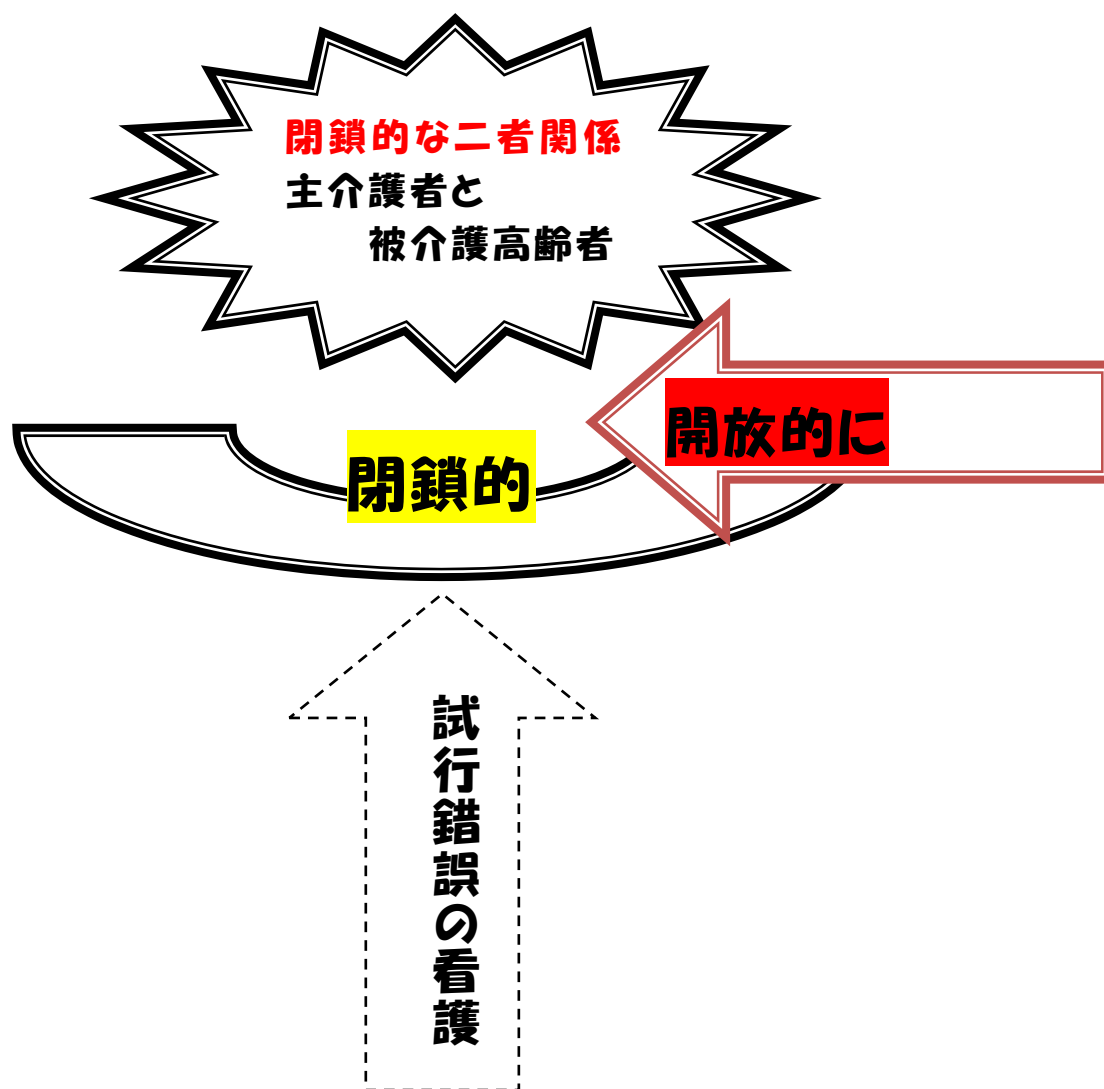 閉鎖的な二者関係
主介護者と
被介護高齢者
開放的に
閉鎖的
試行錯誤の看護